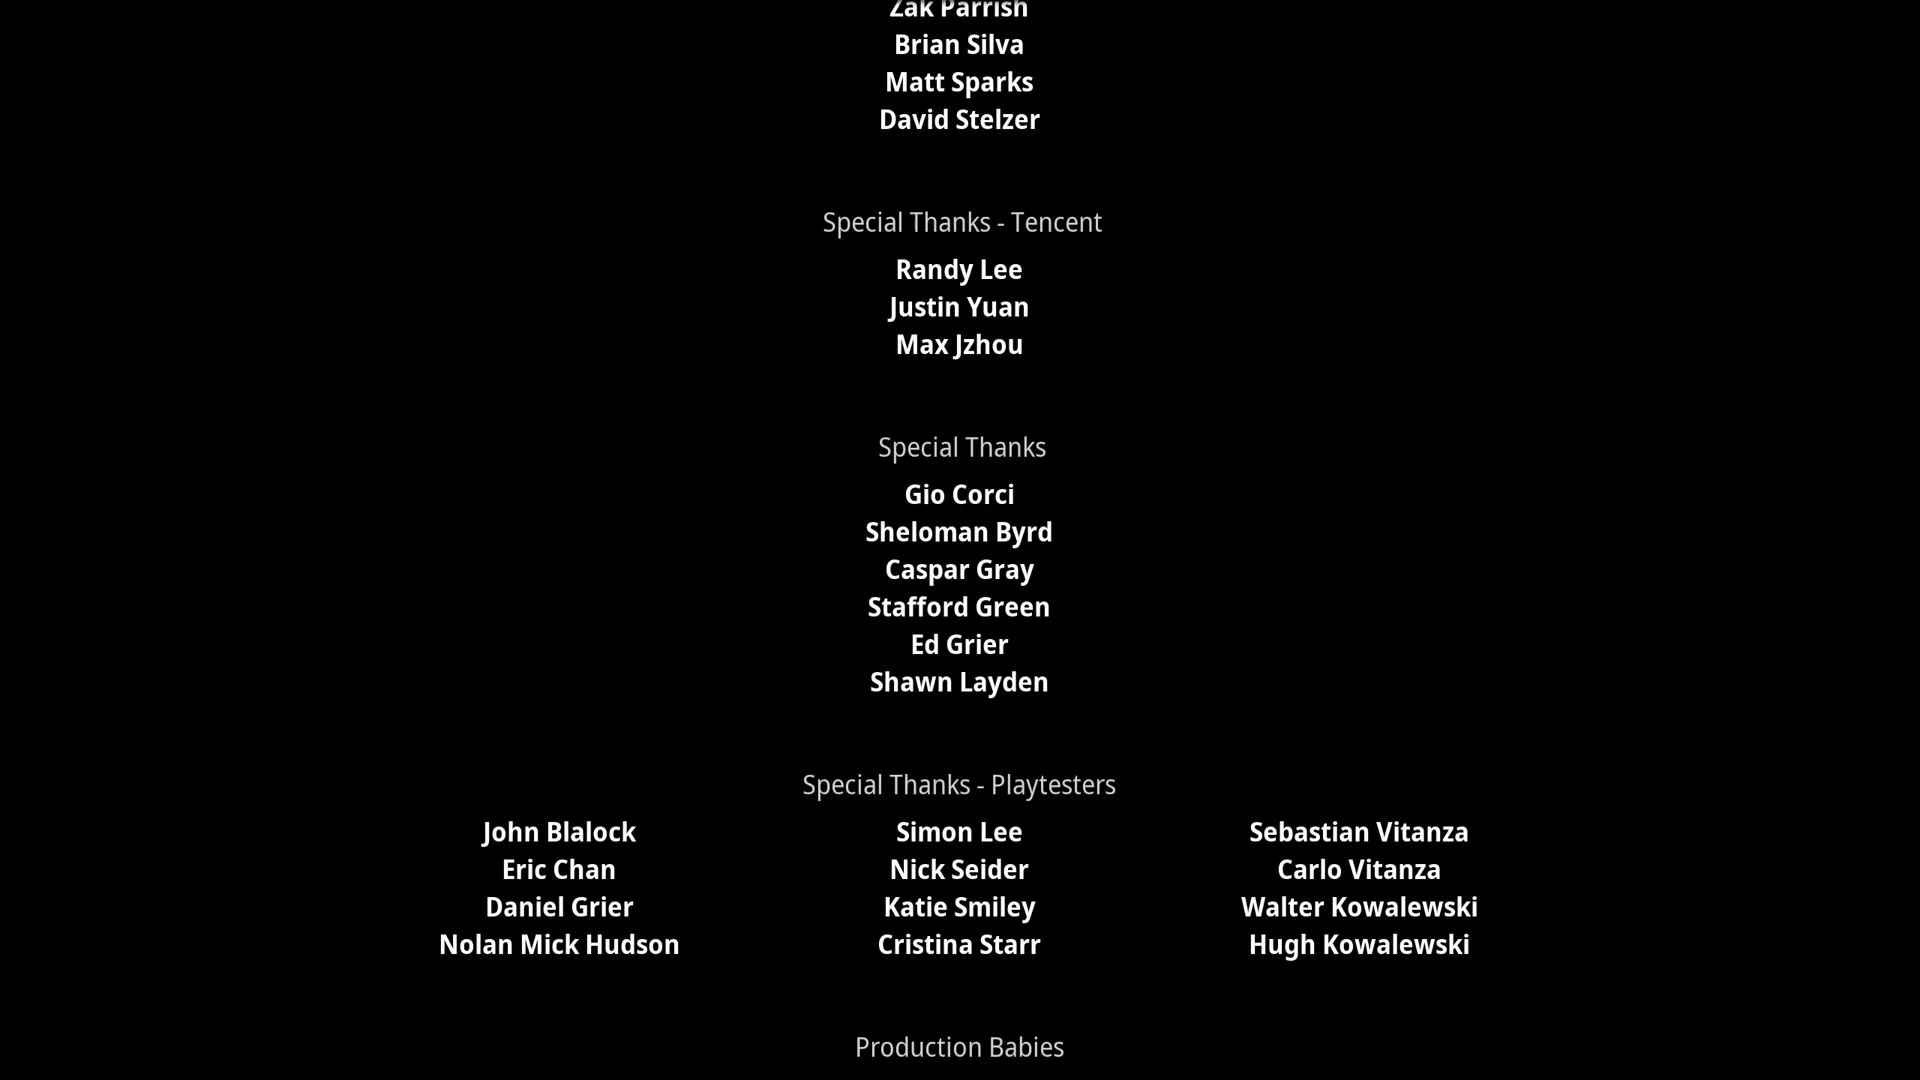 Zak Parrish
Brian Silva
Matt Sparks
David Stelzer
Special Thanks - Tencent
Randy Lee
Justin Yuan
Max Jzhou
Special Thanks
Gio Corci
Sheloman Byrd
Caspar Gray
Stafford Green
Ed Grier
Shawn Layden
Special Thanks - Playtesters
John Blalock Simon Lee Sebastian Vitanza
Eric Chan Nick Seider Carlo Vitanza
Daniel Grier Katie Smiley Walter Kowalewski
Nolan Mick Hudson Cristina Starr Hugh Kowalewski
Production Babies